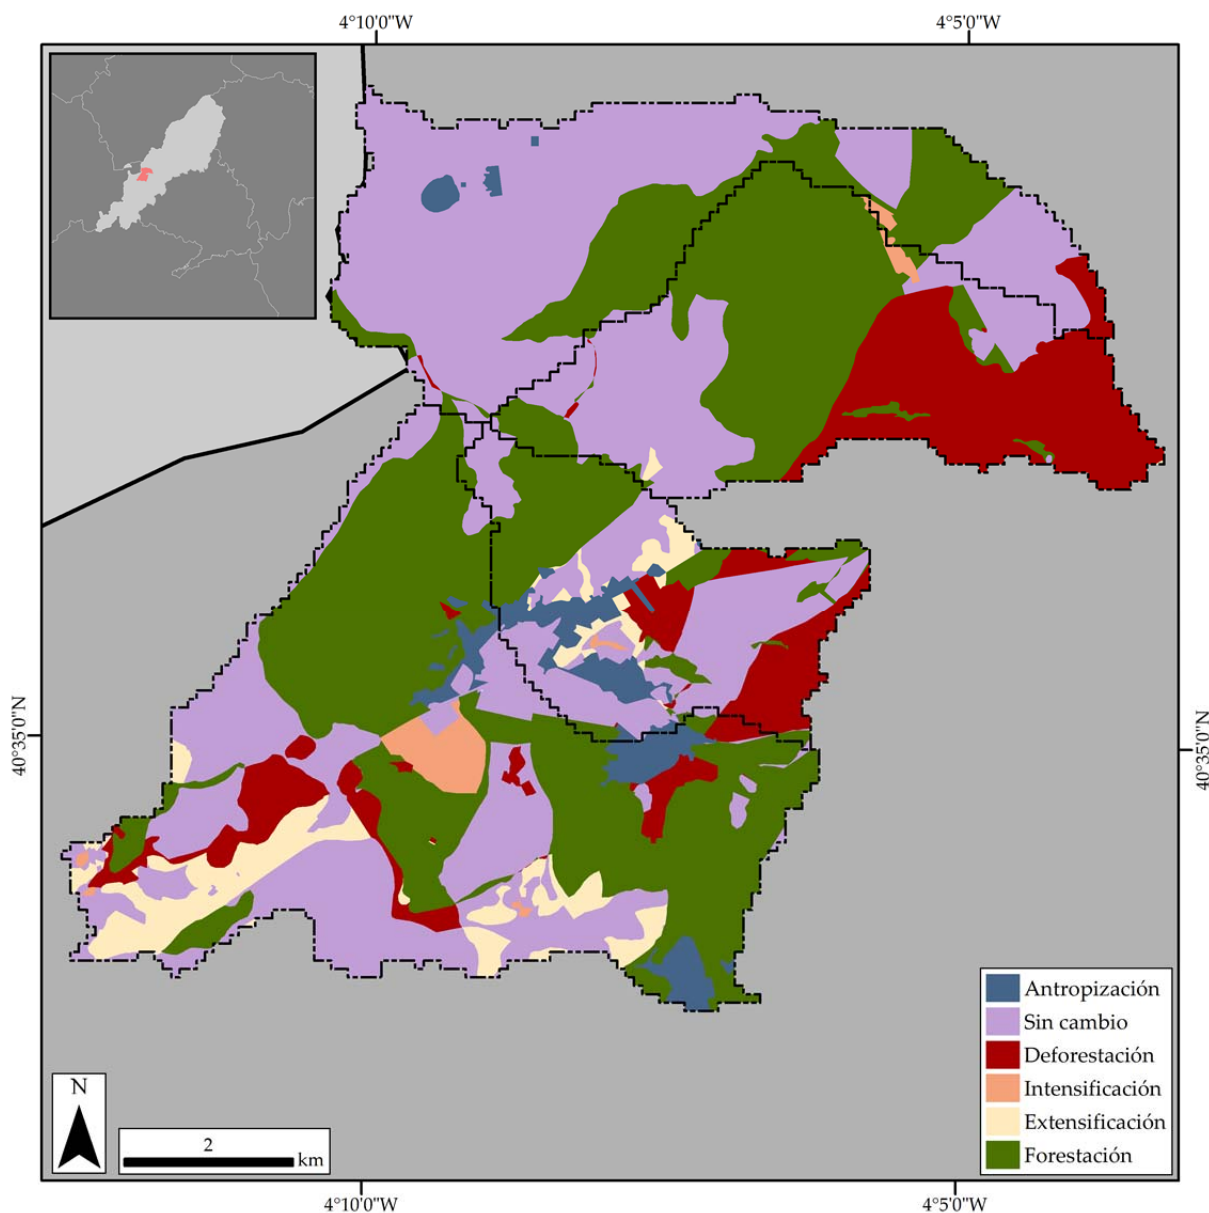 4°10'0"W
4°5'0"W
40°35'0"N
40°35'0"N
Antropización
Sin cambio
Deforestación
Intensificación
Extensificación
Forestación
N
2
km
4°10'0"W
4°5'0"W